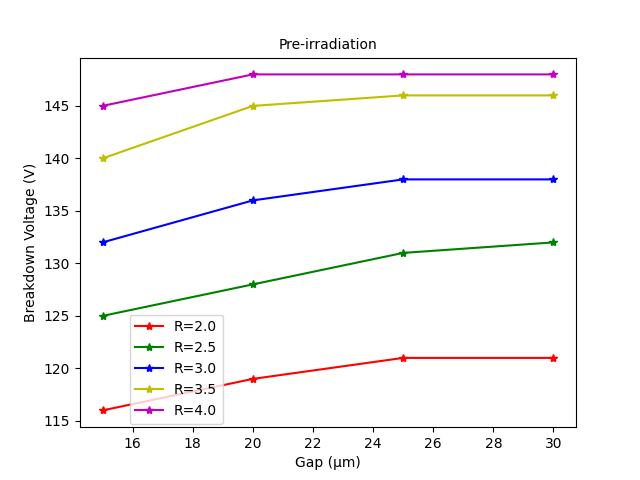 Pre-irradiation
Breakdown Voltage (V)
145
140
135
130
125
120
115
R=2.0
R=2.5
R=3.0
R=3.5
R=4.0
16 18 20 22 24 26 28 30
Gap (μm)